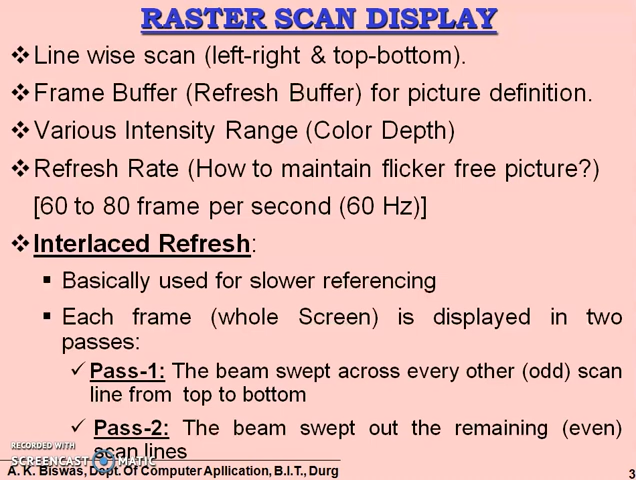 RASTER SCAN DISPLAY
❖ Line wise scan (left-right & top-bottom).
❖ Frame Buffer (Refresh Buffer) for picture definition.
❖ Various Intensity Range (Color Depth)
❖ Refresh Rate (How to maintain flicker free picture?)
[60 to 80 frame per second (60 Hz)]
❖ Interlaced Refresh:
▪ Basically used for slower referencing
▪ Each frame (whole Screen) is displayed in two
passes:
✓ Pass-1: The beam swept across every other (odd) scan
line from top to bottom
✓ Pass-2: The beam swept out the remaining (even)
scan lines
RECORDED WITH
SCREENCAST MATIC
A. K. Biswas, Dept. Of Computer Apllication, B.I.T., Durg
3